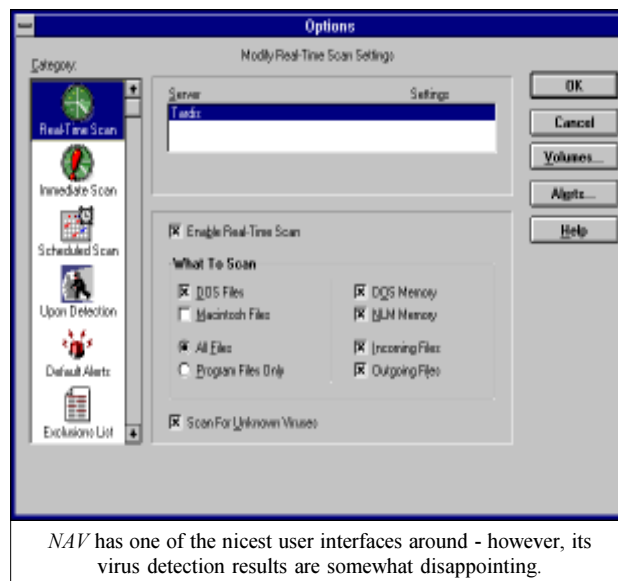 Options
Modify Real-Time Scan Settings
Category:
Real-Time Scan
Immediate Scan
Scheduled Scan
Upon Detection
Default Alerts
Exclusions List
Server Settings
Tardis
Enable Real-Time Scan
What To Scan
DOS Files
Macintosh Files
All Files
Program Files Only
DOS Memory
NLM Memory
Incoming Files
Outgoing Files
Scan For Unknown Viruses
OK
Cancel
Volumes...
Alerts...
Help
NAV has one of the nicest user interfaces around - however, its
virus detection results are somewhat disappointing.